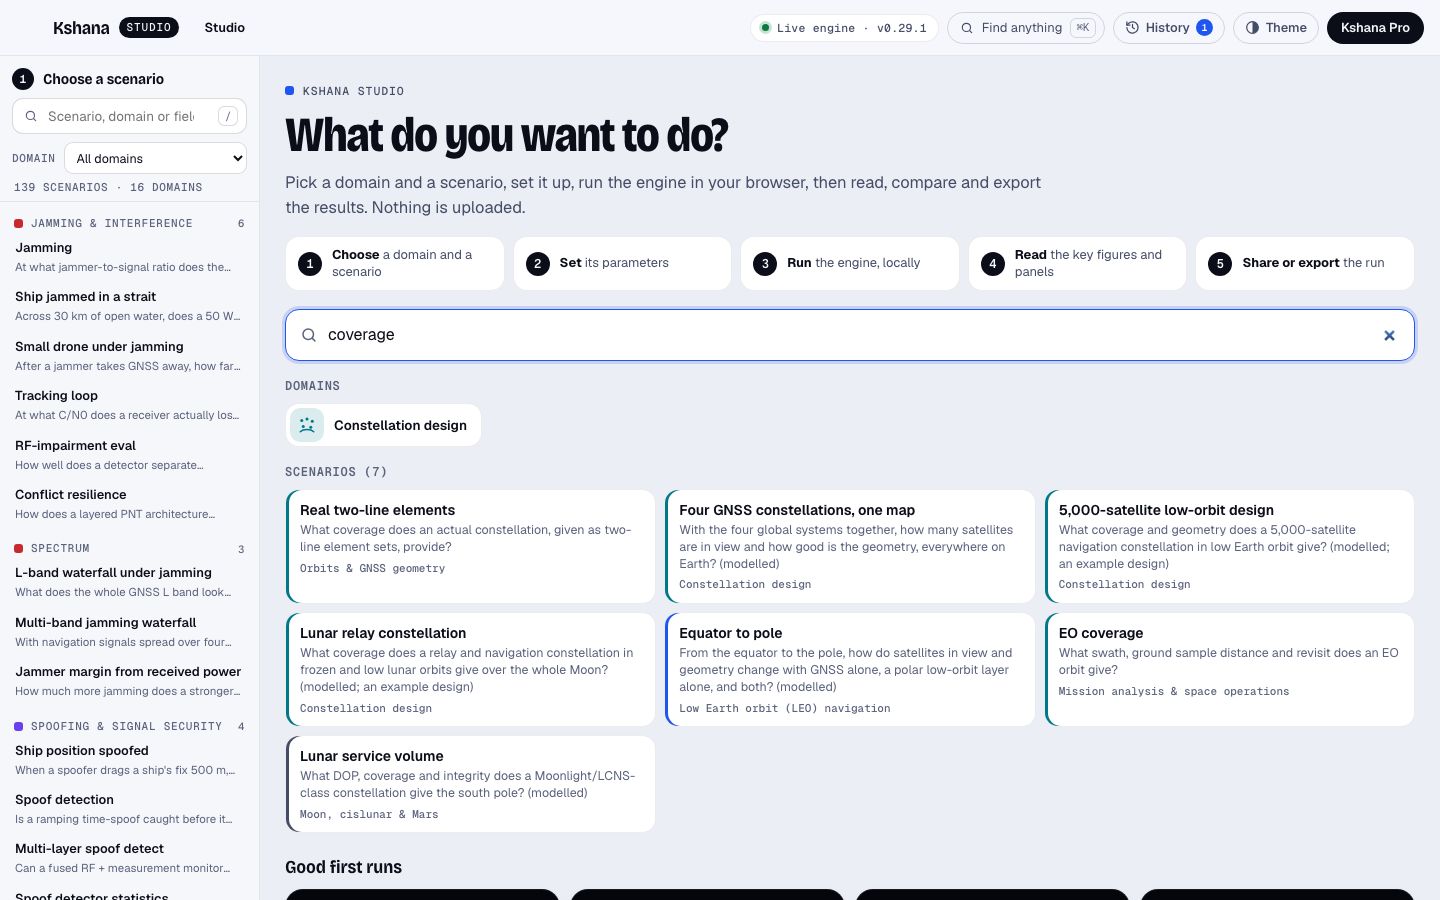 Kshana STUDIO Studio Live engine · v0.29.1 Find anything ⌘K History 1 Theme Kshana Pro
1 Choose a scenario
Scenario, domain or fiel /
DOMAIN All domains
139 SCENARIOS · 16 DOMAINS
JAMMING & INTERFERENCE 6
Jamming
At what jammer-to-signal ratio does the…
Ship jammed in a strait
Across 30 km of open water, does a 50 W…
Small drone under jamming
After a jammer takes GNSS away, how far…
Tracking loop
At what C/N0 does a receiver actually los…
RF-impairment eval
How well does a detector separate…
Conflict resilience
How does a layered PNT architecture…
SPECTRUM 3
L-band waterfall under jamming
What does the whole GNSS L band look…
Multi-band jamming waterfall
With navigation signals spread over four…
Jammer margin from received power
How much more jamming does a stronger…
SPOOFING & SIGNAL SECURITY 4
Ship position spoofed
When a spoofer drags a ship's fix 500 m,…
Spoof detection
Is a ramping time-spoof caught before it…
Multi-layer spoof detect
Can a fused RF + measurement monitor…
Spoof detector statistics
KSHANA STUDIO
What do you want to do?
Pick a domain and a scenario, set it up, run the engine in your browser, then read, compare and export
the results. Nothing is uploaded.
1 Choose a domain and a
scenario
2 Set its parameters
3 Run the engine, locally
4 Read the key figures and
panels
5 Share or export the run
coverage
DOMAINS
Constellation design
SCENARIOS (7)
Real two-line elements
What coverage does an actual constellation, given as two-
line element sets, provide?
Orbits & GNSS geometry
Four GNSS constellations, one map
With the four global systems together, how many satellites
are in view and how good is the geometry, everywhere on
Earth? (modelled)
Constellation design
5,000-satellite low-orbit design
What coverage and geometry does a 5,000-satellite
navigation constellation in low Earth orbit give? (modelled;
an example design)
Constellation design
Lunar relay constellation
What coverage does a relay and navigation constellation in
frozen and low lunar orbits give over the whole Moon?
(modelled; an example design)
Constellation design
Equator to pole
From the equator to the pole, how do satellites in view and
geometry change with GNSS alone, a polar low-orbit layer
alone, and both? (modelled)
Low Earth orbit (LEO) navigation
EO coverage
What swath, ground sample distance and revisit does an EO
orbit give?
Mission analysis & space operations
Lunar service volume
What DOP, coverage and integrity does a Moonlight/LCNS-
class constellation give the south pole? (modelled)
Moon, cislunar & Mars
Good first runs